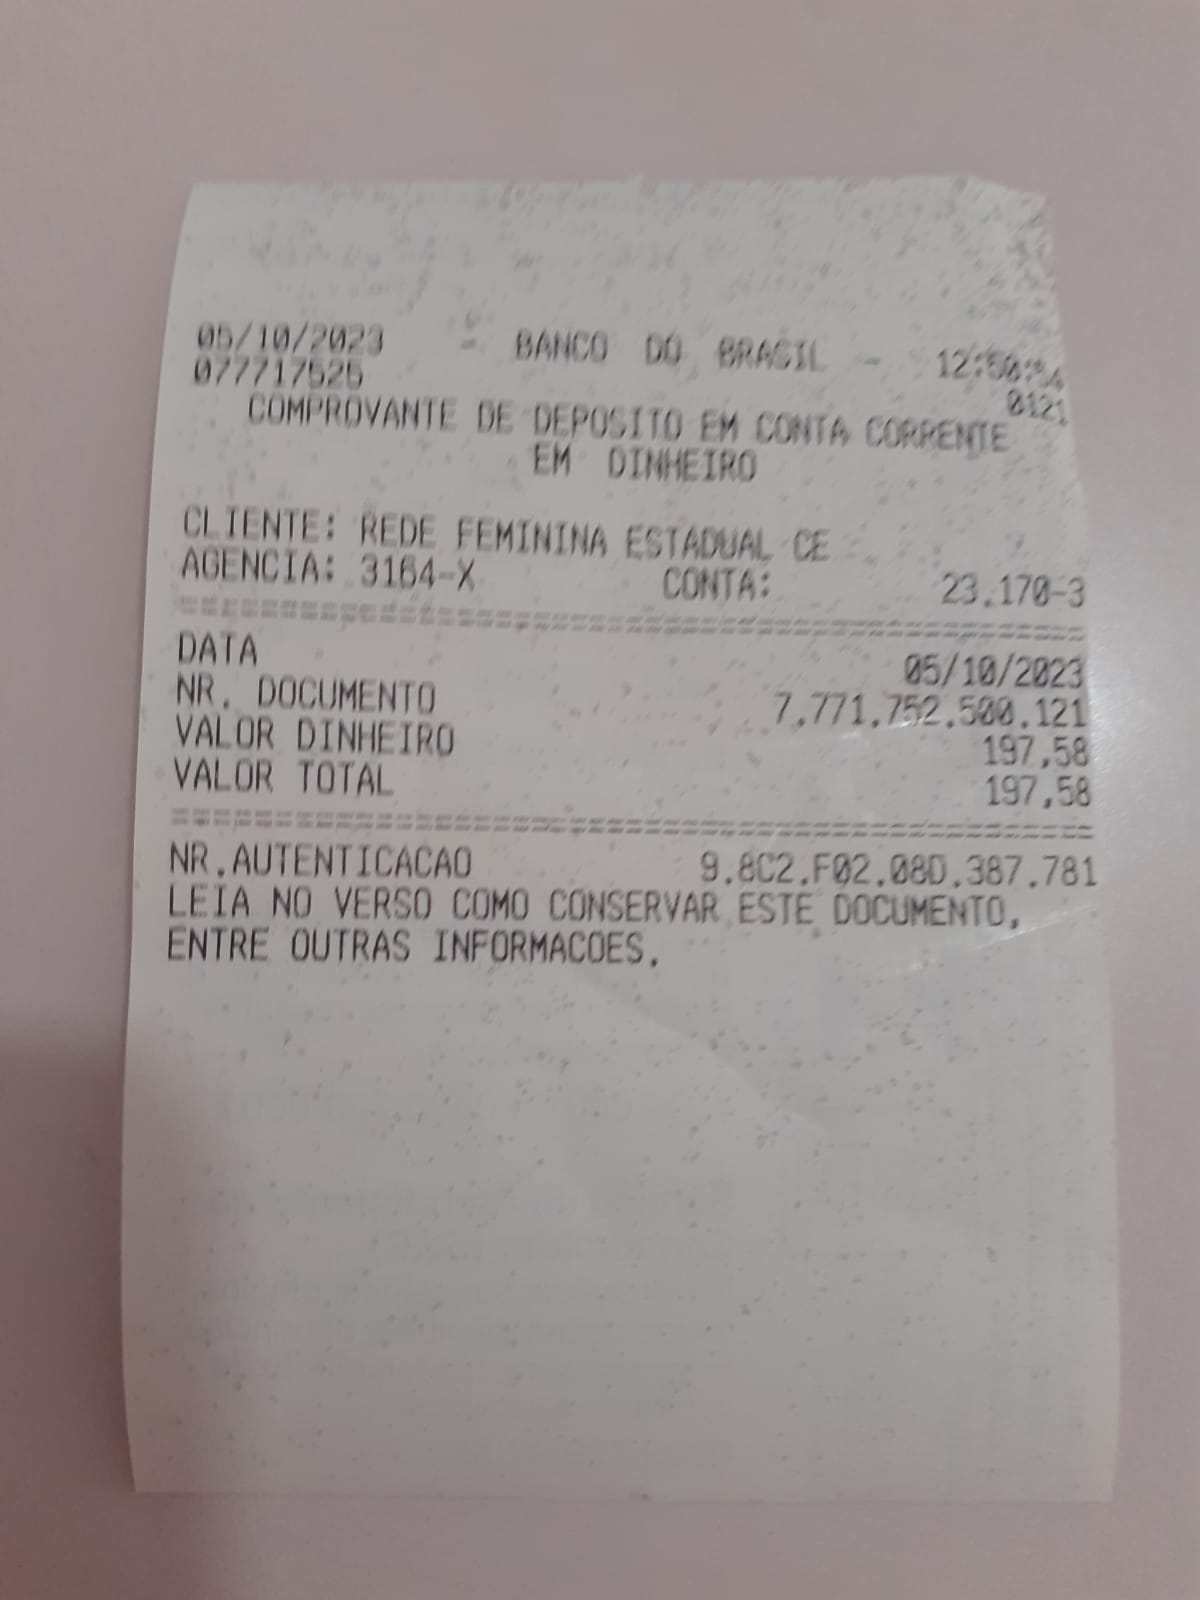 05/10/2023 - BANCO DO BRASIL - 12:50:54
077717525 0121
COMPROVANTE DE DEPOSITO EM CONTA CORRENTE
EM DINHEIRO
CLIENTE: REDE FEMININA ESTADUAL CE
AGENCIA: 3164-X CONTA: 23.170-3
================================================
DATA 05/10/2023
NR. DOCUMENTO 7.771.752.500.121
VALOR DINHEIRO 197,58
VALOR TOTAL 197,58
================================================
NR.AUTENTICACAO 9.8C2.F02.08D.387.781
LEIA NO VERSO COMO CONSERVAR ESTE DOCUMENTO,
ENTRE OUTRAS INFORMACOES.